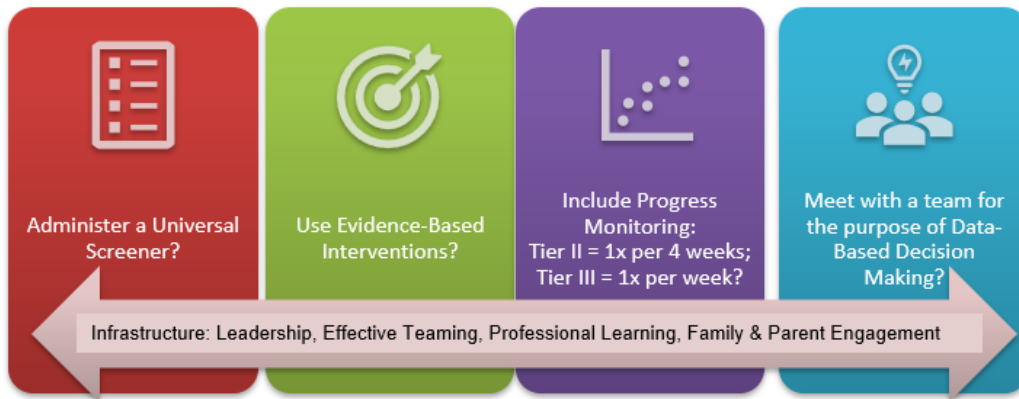 Administer a Universal
Screener?
Use Evidence-Based
Interventions?
Include Progress
Monitoring:
Tier II = 1x per 4 weeks;
Tier III = 1x per week?
Meet with a team for
the purpose of Data-
Based Decision
Making?
Infrastructure: Leadership, Effective Teaming, Professional Learning, Family & Parent Engagement